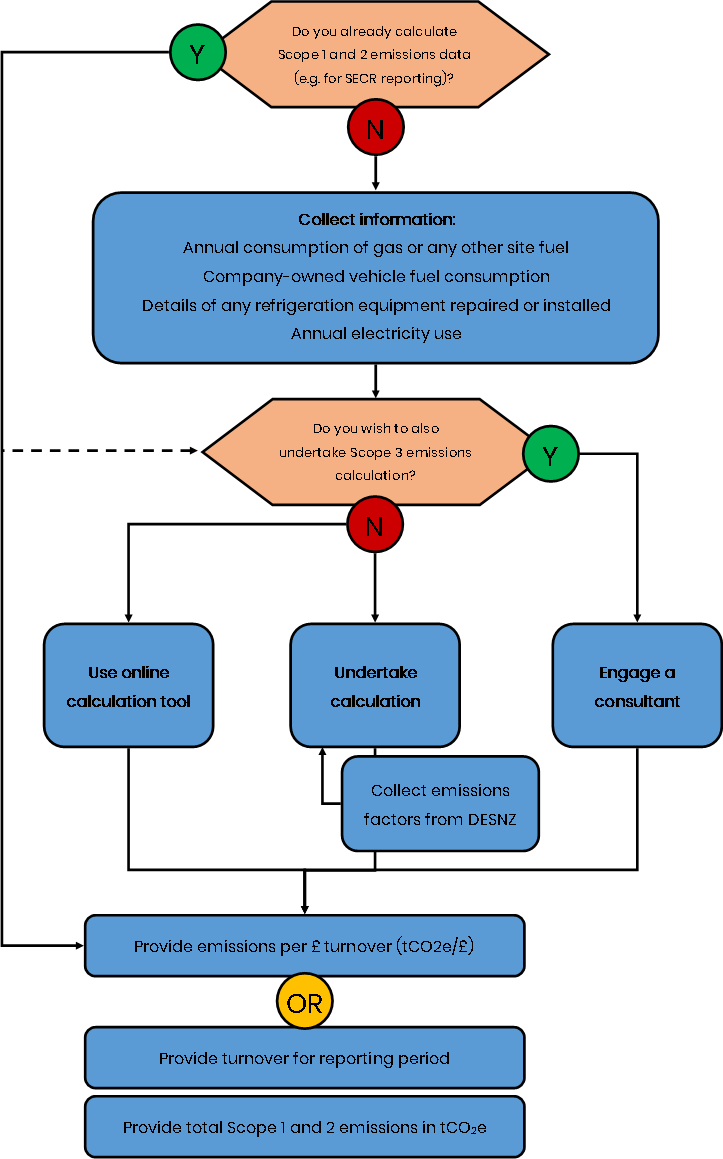 Do you already calculate
Scope 1 and 2 emissions data
(e.g. for SECR reporting)?
Y
N
Collect information:
Annual consumption of gas or any other site fuel
Company-owned vehicle fuel consumption
Details of any refrigeration equipment repaired or installed
Annual electricity use
Do you wish to also
undertake Scope 3 emissions
calculation?
Y
N
Use online
calculation tool
Undertake
calculation
Engage a
consultant
Collect emissions
factors from DESNZ
Provide emissions per £ turnover (tCO2e/£)
OR
Provide turnover for reporting period
Provide total Scope 1 and 2 emissions in tCO₂e